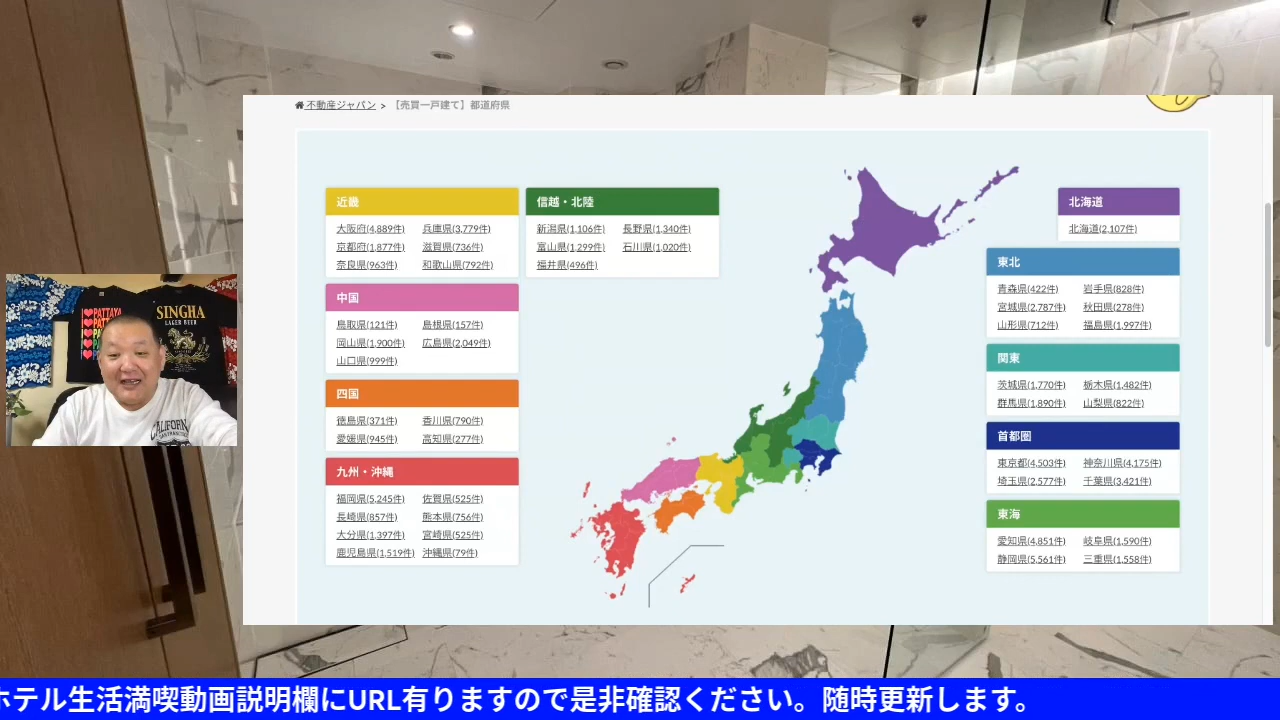 不動産ジャパン > 【売買一戸建て】都道府県
近畿
大阪府(4,889件) 兵庫県(3,779件)
京都府(1,877件) 滋賀県(736件)
奈良県(963件) 和歌山県(792件)
信越・北陸
新潟県(1,106件) 長野県(1,340件)
富山県(1,299件) 石川県(1,020件)
福井県(496件)
中国
鳥取県(121件) 島根県(157件)
岡山県(1,900件) 広島県(2,049件)
山口県(999件)
四国
徳島県(371件) 香川県(790件)
愛媛県(945件) 高知県(277件)
九州・沖縄
福岡県(5,245件) 佐賀県(525件)
長崎県(857件) 熊本県(756件)
大分県(1,397件) 宮崎県(525件)
鹿児島県(1,519件) 沖縄県(79件)
北海道
北海道(2,107件)
東北
青森県(422件) 岩手県(828件)
宮城県(2,787件) 秋田県(278件)
山形県(712件) 福島県(1,997件)
関東
茨城県(1,770件) 栃木県(1,482件)
群馬県(1,890件) 山梨県(822件)
首都圏
東京都(4,503件) 神奈川県(4,175件)
埼玉県(2,577件) 千葉県(3,421件)
東海
愛知県(4,851件) 岐阜県(1,590件)
静岡県(5,561件) 三重県(1,558件)
I PATTAYA
SINGHA
LAGER BEER
CALIFORN
ホテル生活満喫動画説明欄にURL有りますので是非確認ください。随時更新します。